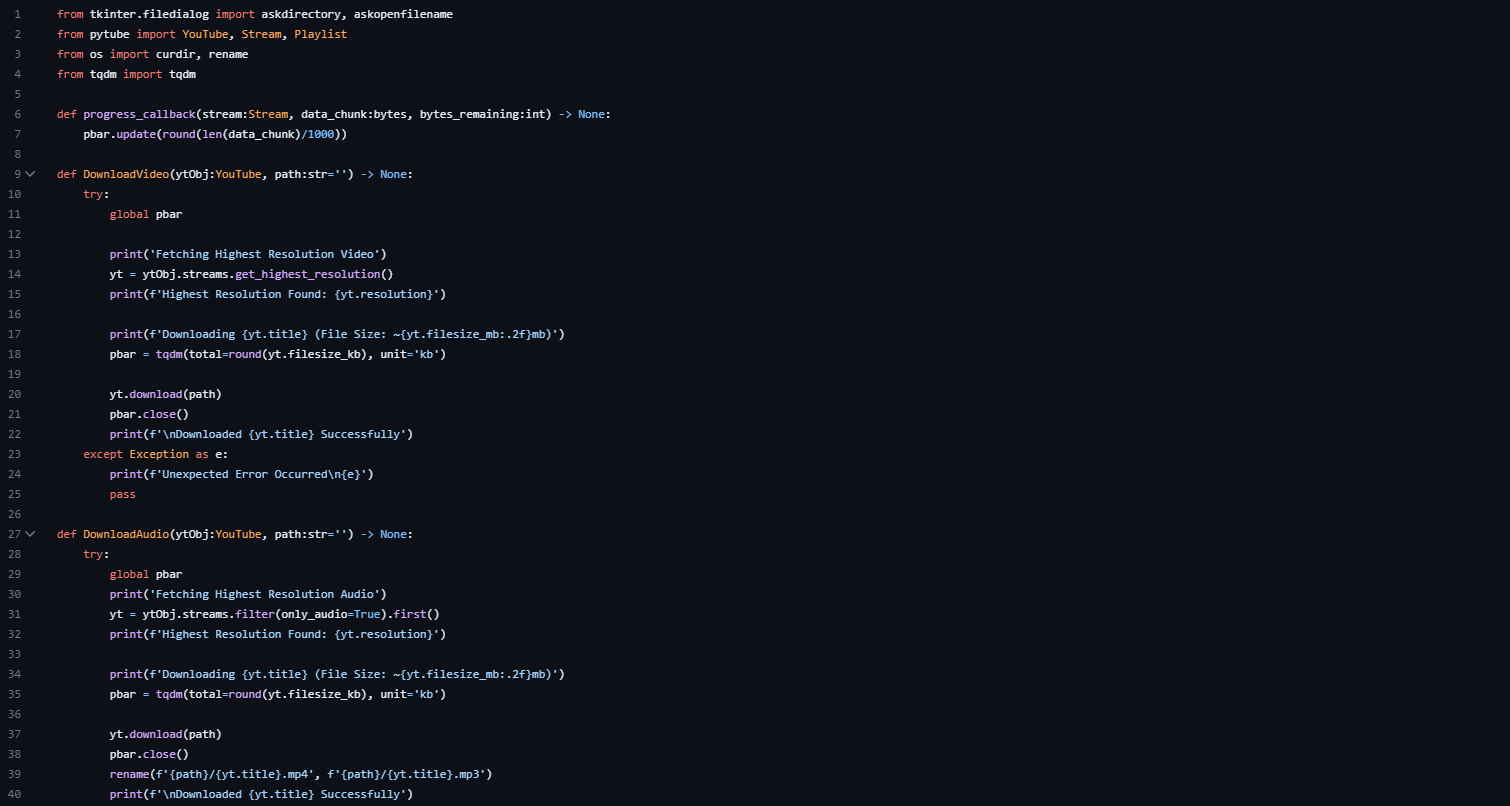 1 from tkinter.filedialog import askdirectory, askopenfilename
2 from pytube import YouTube, Stream, Playlist
3 from os import curdir, rename
4 from tqdm import tqdm
5
6 def progress_callback(stream:Stream, data_chunk:bytes, bytes_remaining:int) -> None:
7     pbar.update(round(len(data_chunk)/1000))
8
9 def DownloadVideo(ytObj:YouTube, path:str='') -> None:
10     try:
11         global pbar
12
13         print('Fetching Highest Resolution Video')
14         yt = ytObj.streams.get_highest_resolution()
15         print(f'Highest Resolution Found: {yt.resolution}')
16
17         print(f'Downloading {yt.title} (File Size: ~{yt.filesize_mb:.2f}mb)')
18         pbar = tqdm(total=round(yt.filesize_kb), unit='kb')
19
20         yt.download(path)
21         pbar.close()
22         print(f'\nDownloaded {yt.title} Successfully')
23     except Exception as e:
24         print(f'Unexpected Error Occurred\n{e}')
25         pass
26
27 def DownloadAudio(ytObj:YouTube, path:str='') -> None:
28     try:
29         global pbar
30         print('Fetching Highest Resolution Audio')
31         yt = ytObj.streams.filter(only_audio=True).first()
32         print(f'Highest Resolution Found: {yt.resolution}')
33
34         print(f'Downloading {yt.title} (File Size: ~{yt.filesize_mb:.2f}mb)')
35         pbar = tqdm(total=round(yt.filesize_kb), unit='kb')
36
37         yt.download(path)
38         pbar.close()
39         rename(f'{path}/{yt.title}.mp4', f'{path}/{yt.title}.mp3')
40         print(f'\nDownloaded {yt.title} Successfully')